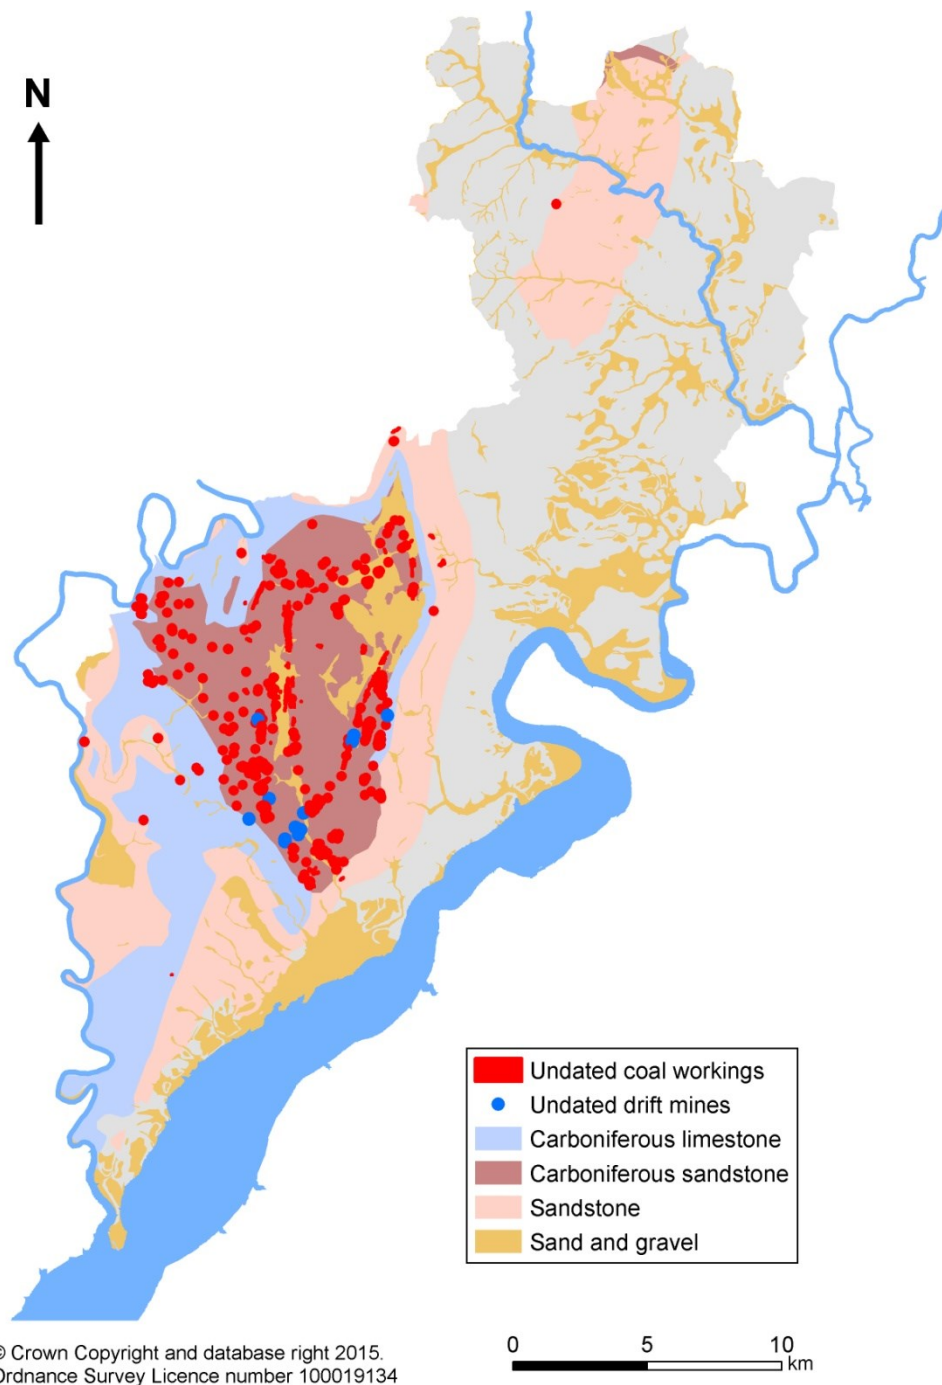 N
Undated coal workings
Undated drift mines
Carboniferous limestone
Carboniferous sandstone
Sandstone
Sand and gravel
© Crown Copyright and database right 2015.
Ordnance Survey Licence number 100019134
0 5 10
km